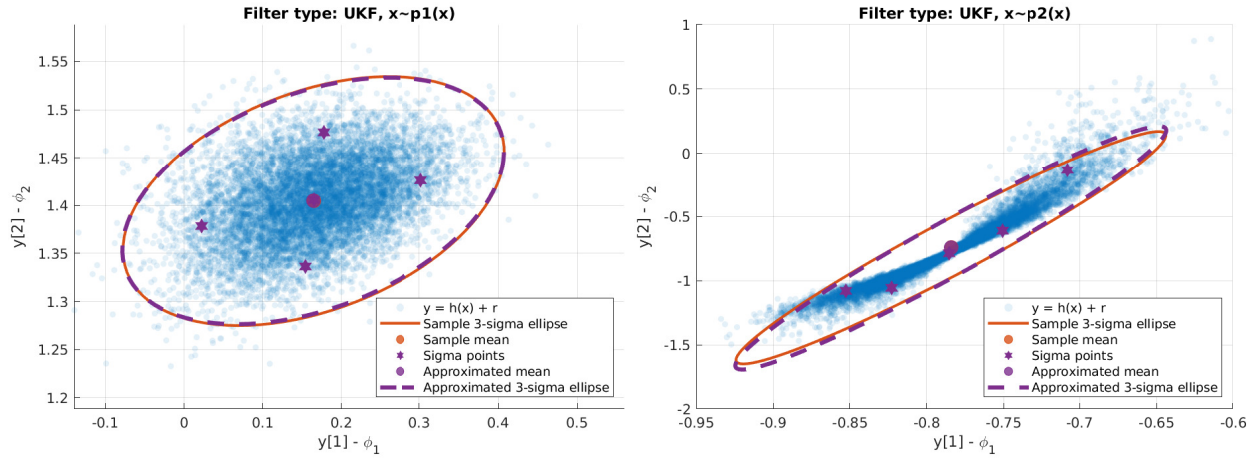 Filter type: UKF, x~p1(x)
1.55
1.5
1.45
1.4
1.35
1.3
1.25
1.2
y[2] - ϕ2
-0.1
0
0.1
0.2
0.3
0.4
0.5
y[1] - ϕ1
y = h(x) + r
Sample 3-sigma ellipse
Sample mean
Sigma points
Approximated mean
Approximated 3-sigma ellipse
Filter type: UKF, x~p2(x)
1
0.5
0
-0.5
-1
-1.5
-2
y[2] - ϕ2
-0.95
-0.9
-0.85
-0.8
-0.75
-0.7
-0.65
-0.6
y[1] - ϕ1
y = h(x) + r
Sample 3-sigma ellipse
Sample mean
Sigma points
Approximated mean
Approximated 3-sigma ellipse